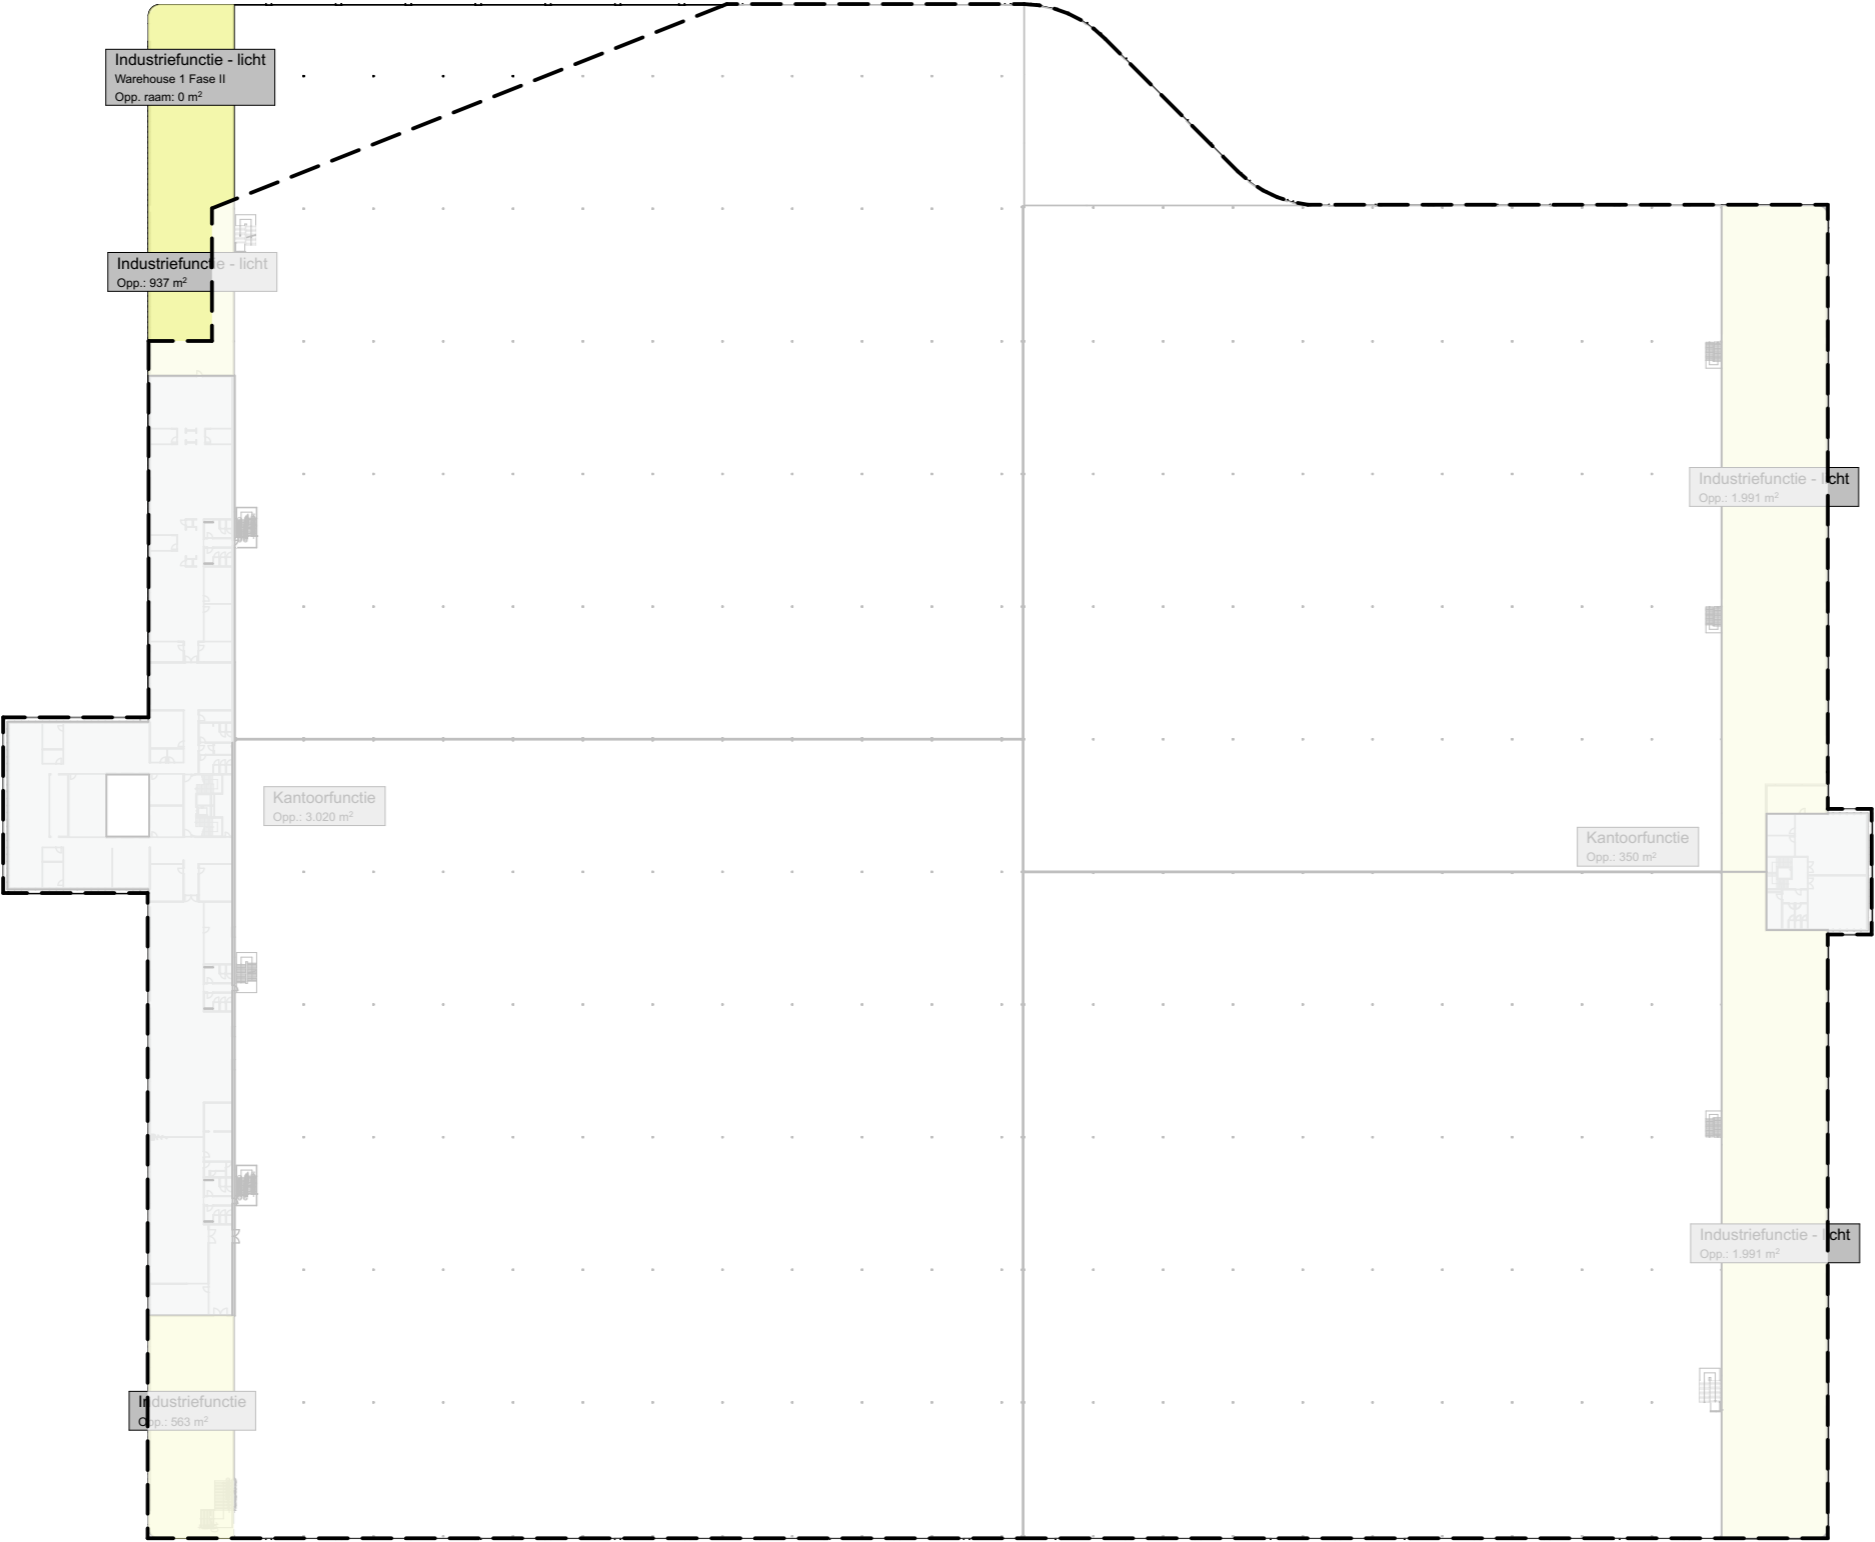 Industriefunctie - licht
Warehouse 1 Fase II
Opp. raam: 0 m²
Industriefunctie - licht
Opp.: 937 m²
Industriefunctie - licht
Opp.: 1.991 m²
Kantoorfunctie
Opp.: 3.020 m²
Kantoorfunctie
Opp.: 350 m²
Industriefunctie - licht
Opp.: 1.991 m²
Industriefunctie
Opp.: 563 m²